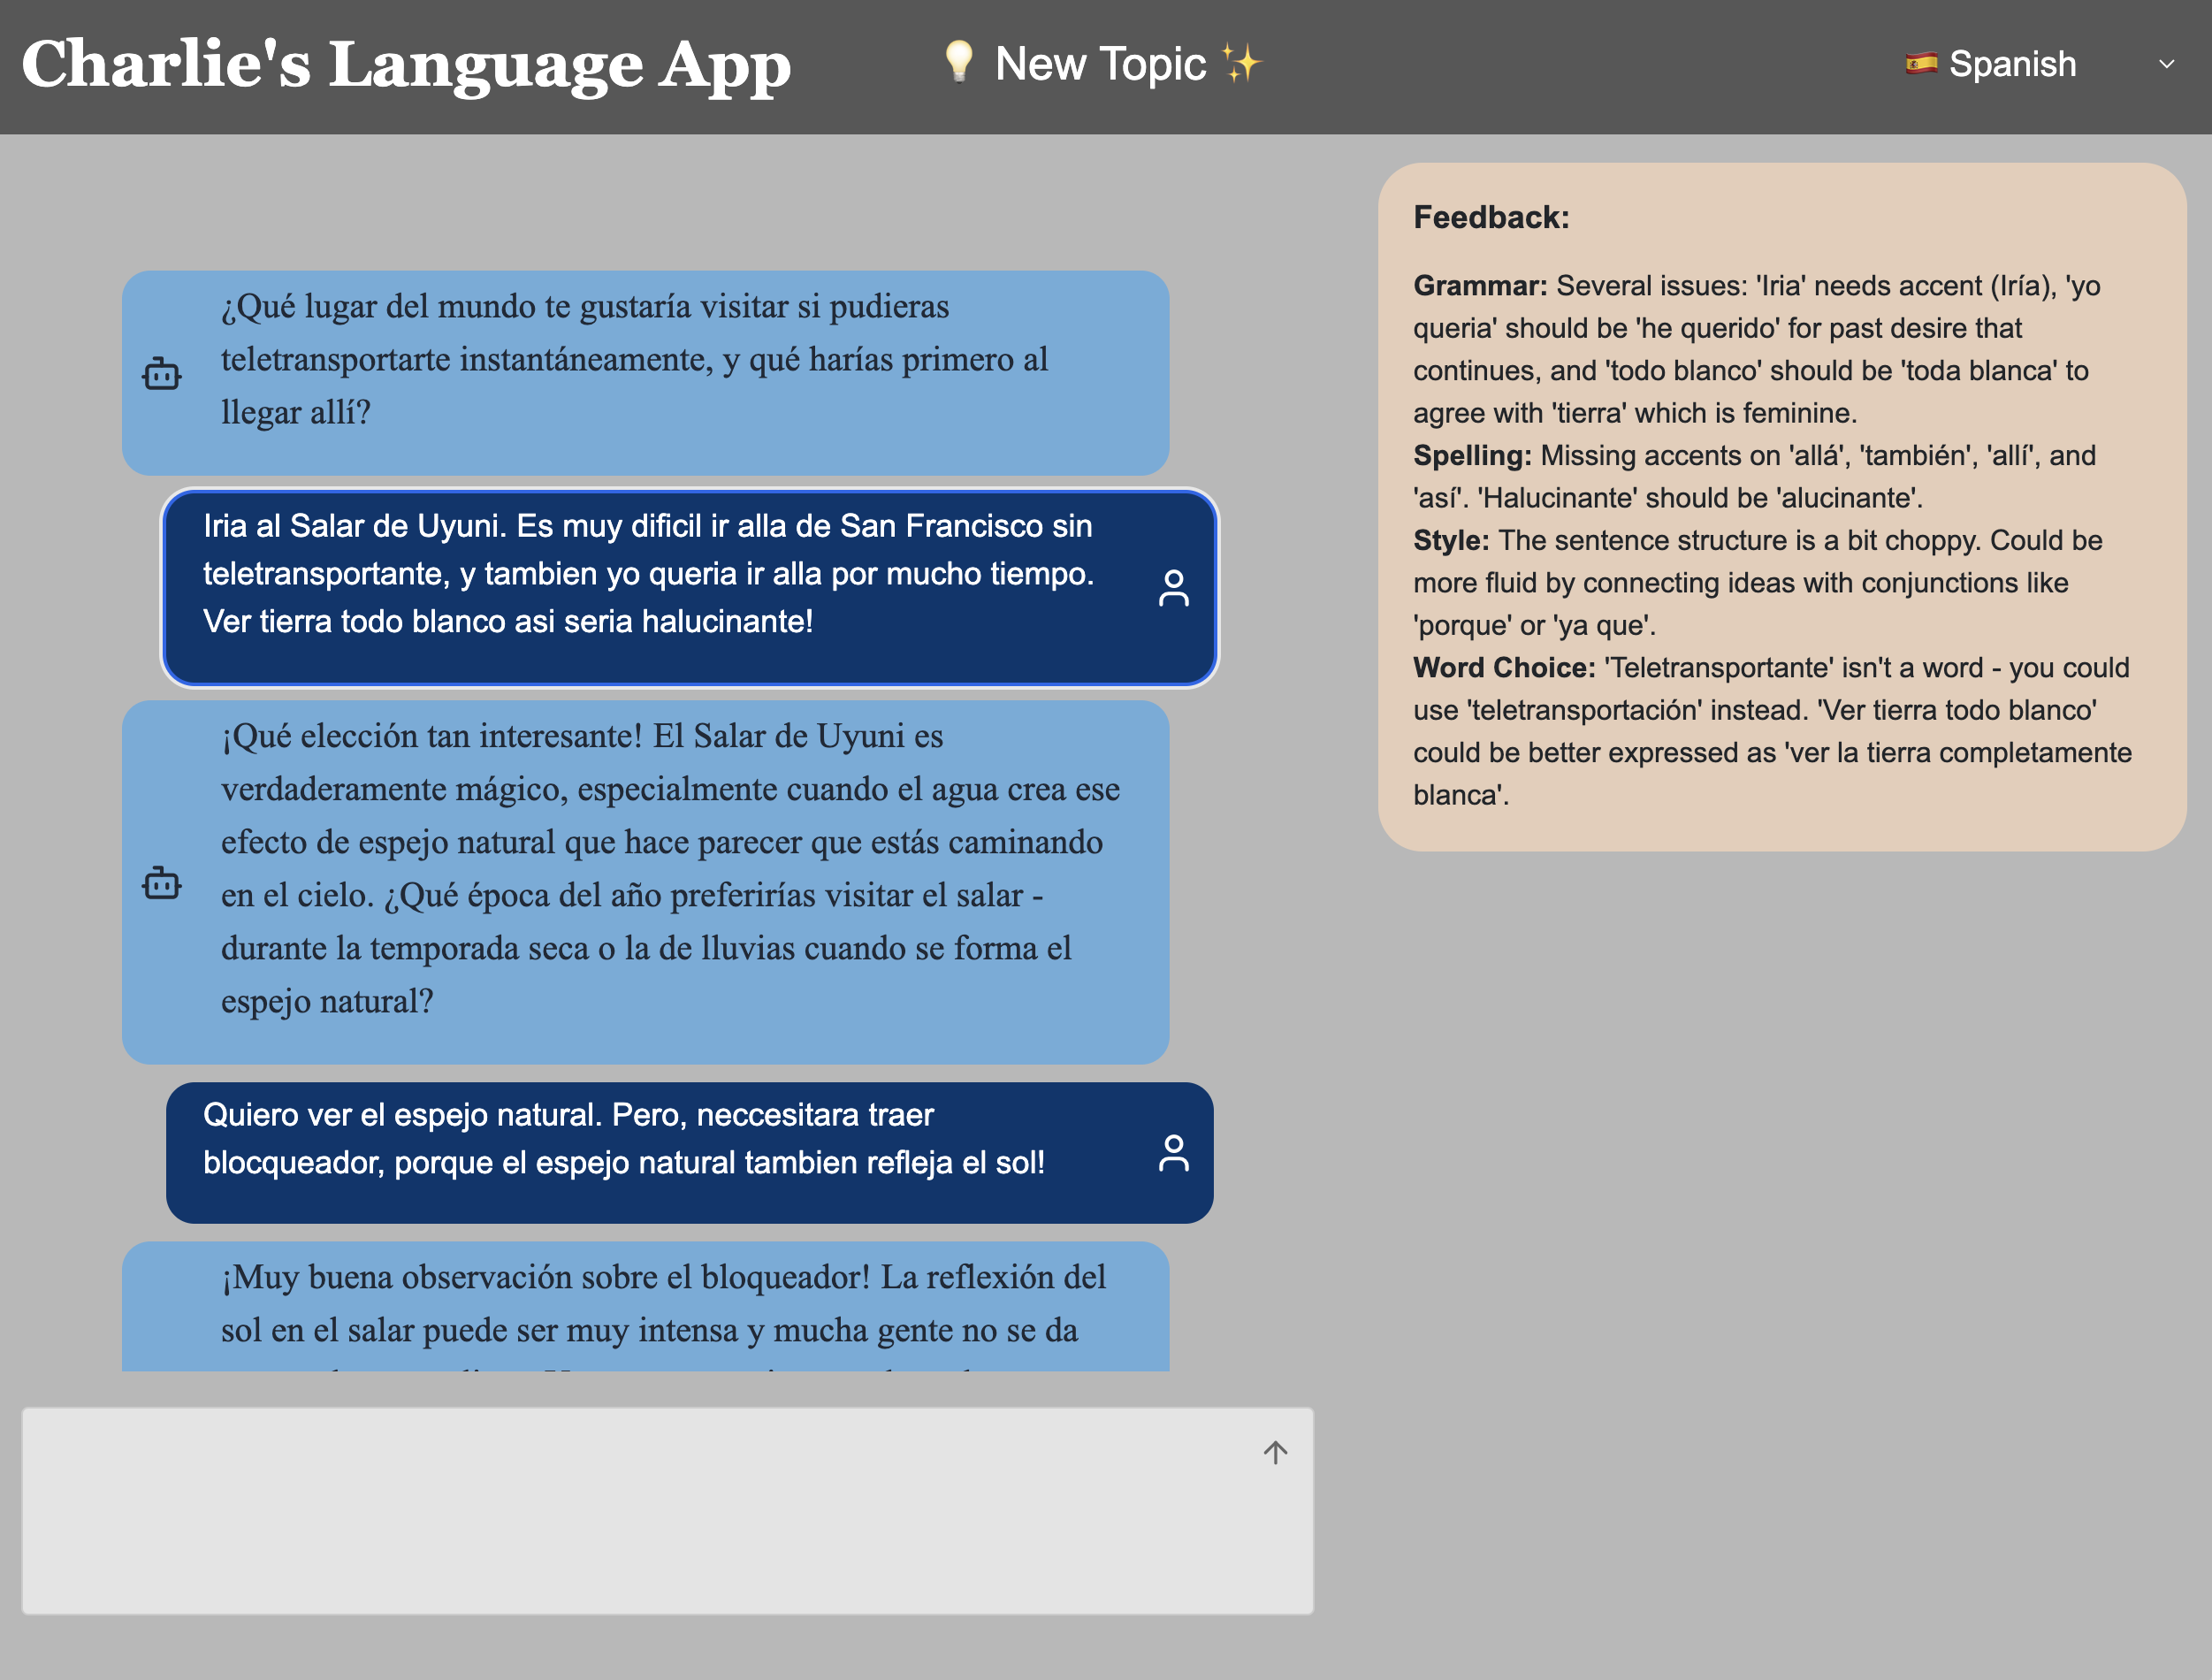 Charlie's Language App
💡 New Topic ✨
🇪🇸 Spanish
¿Qué lugar del mundo te gustaría visitar si pudieras
teletransportarte instantáneamente, y qué harías primero al
llegar allí?
Iria al Salar de Uyuni. Es muy dificil ir alla de San Francisco sin
teletransportante, y tambien yo queria ir alla por mucho tiempo.
Ver tierra todo blanco asi seria halucinante!
¡Qué elección tan interesante! El Salar de Uyuni es
verdaderamente mágico, especialmente cuando el agua crea ese
efecto de espejo natural que hace parecer que estás caminando
en el cielo. ¿Qué época del año preferirías visitar el salar -
durante la temporada seca o la de lluvias cuando se forma el
espejo natural?
Quiero ver el espejo natural. Pero, neccesitara traer
blocqueador, porque el espejo natural tambien refleja el sol!
¡Muy buena observación sobre el bloqueador! La reflexión del
sol en el salar puede ser muy intensa y mucha gente no se da
Feedback:
Grammar: Several issues: 'Iria' needs accent (Iría), 'yo
queria' should be 'he querido' for past desire that
continues, and 'todo blanco' should be 'toda blanca' to
agree with 'tierra' which is feminine.
Spelling: Missing accents on 'allá', 'también', 'allí', and
'así'. 'Halucinante' should be 'alucinante'.
Style: The sentence structure is a bit choppy. Could be
more fluid by connecting ideas with conjunctions like
'porque' or 'ya que'.
Word Choice: 'Teletransportante' isn't a word - you could
use 'teletransportación' instead. 'Ver tierra todo blanco'
could be better expressed as 'ver la tierra completamente
blanca'.